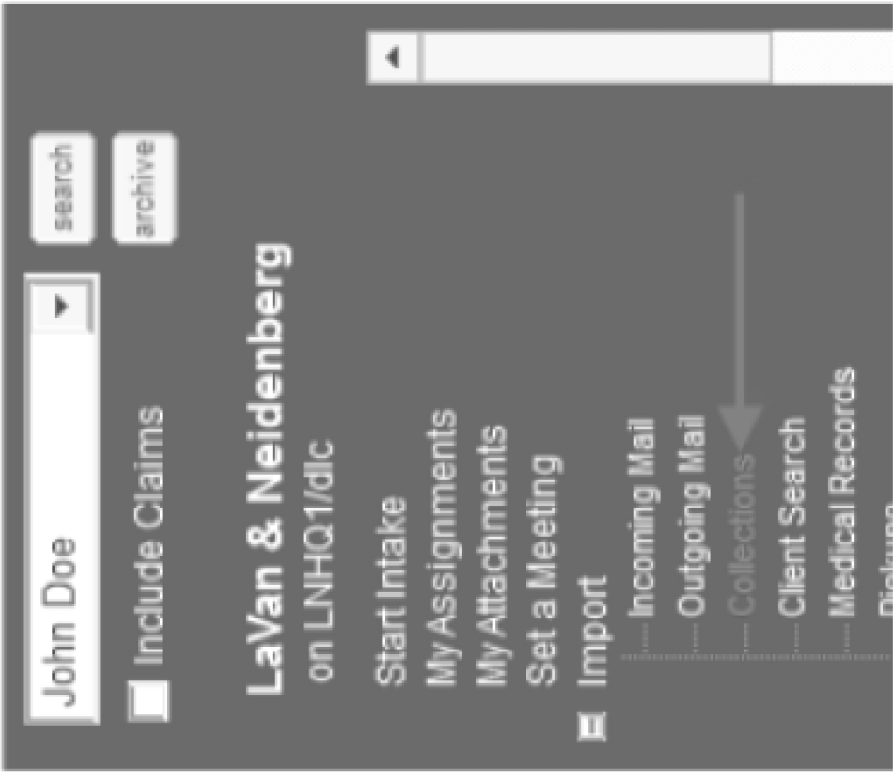 John Doe search
Include Claims archive
LaVan & Neidenberg
on LNHQ1/dlc
Start Intake
My Assignments
My Attachments
Set a Meeting
Import
Incoming Mail
Outgoing Mail
Collections
Client Search
Medical Records